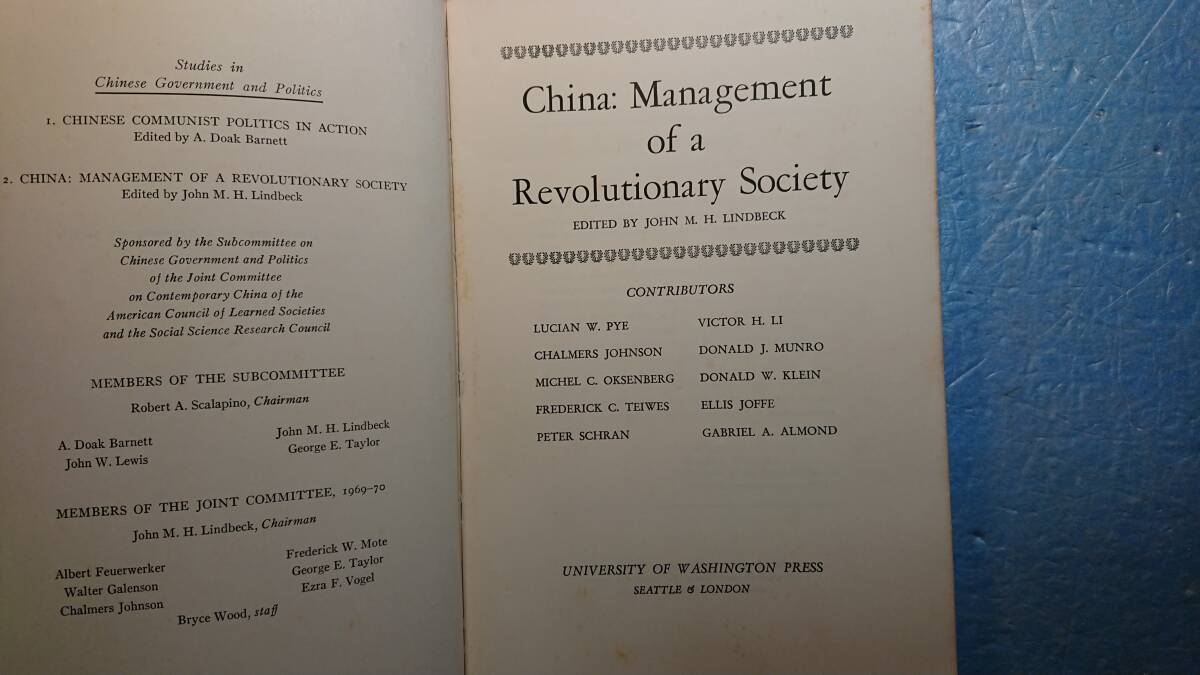 Studies in
Chinese Government and Politics
1. CHINESE COMMUNIST POLITICS IN ACTION
Edited by A. Doak Barnett
2. CHINA: MANAGEMENT OF A REVOLUTIONARY SOCIETY
Edited by John M. H. Lindbeck
Sponsored by the Subcommittee on
Chinese Government and Politics
of the Joint Committee
on Contemporary China of the
American Council of Learned Societies
and the Social Science Research Council
MEMBERS OF THE SUBCOMMITTEE
Robert A. Scalapino, Chairman
A. Doak Barnett
John W. Lewis
John M. H. Lindbeck
George E. Taylor
MEMBERS OF THE JOINT COMMITTEE, 1969-70
John M. H. Lindbeck, Chairman
Albert Feuerwerker
Walter Galenson
Chalmers Johnson
Frederick W. Mote
George E. Taylor
Ezra F. Vogel
Bryce Wood, staff
China: Management
of a
Revolutionary Society
EDITED BY JOHN M. H. LINDBECK
CONTRIBUTORS
LUCIAN W. PYE
CHALMERS JOHNSON
MICHEL C. OKSENBERG
FREDERICK C. TEIWES
PETER SCHRAN
VICTOR H. LI
DONALD J. MUNRO
DONALD W. KLEIN
ELLIS JOFFE
GABRIEL A. ALMOND
UNIVERSITY OF WASHINGTON PRESS
SEATTLE & LONDON